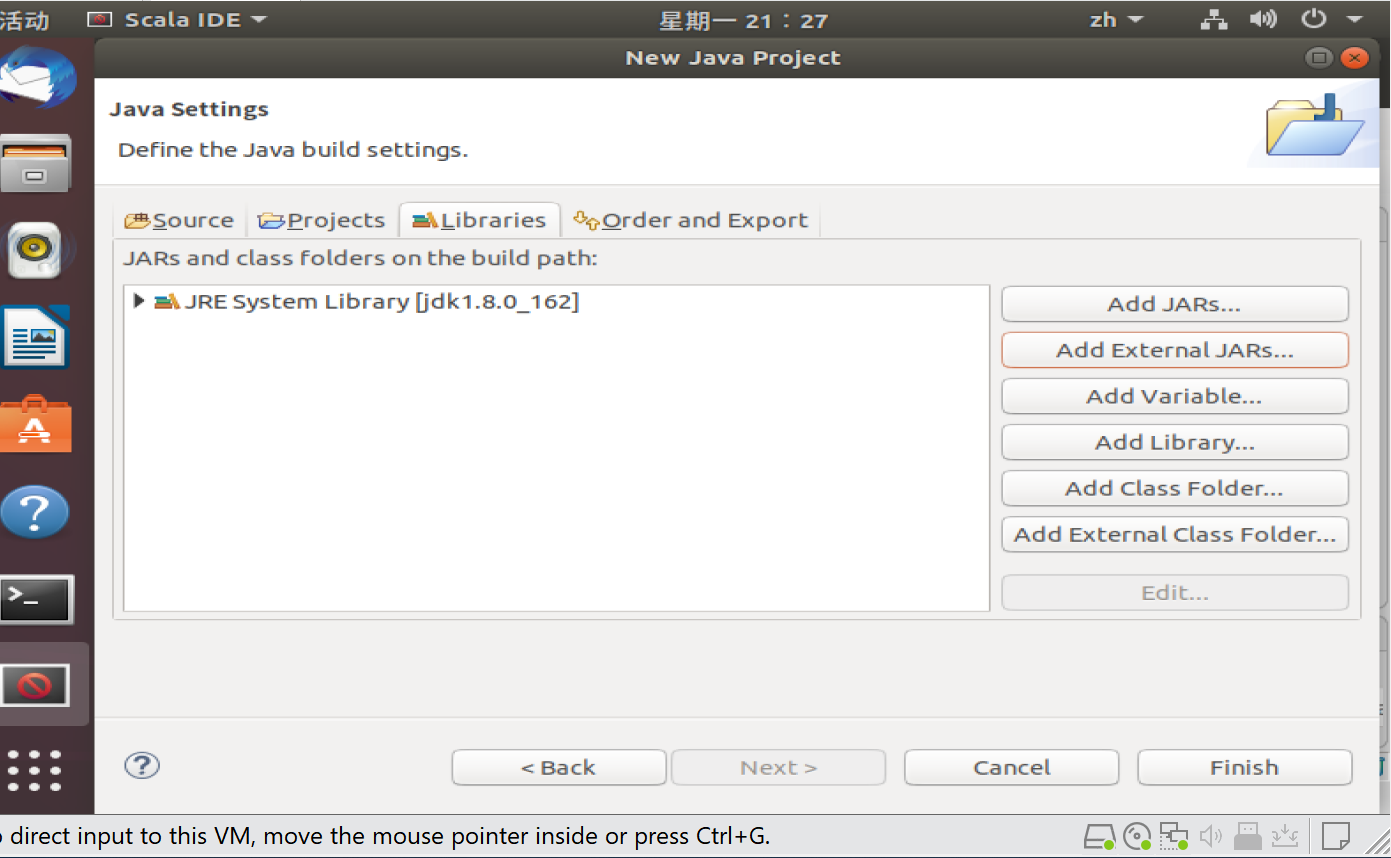 活动 Scala IDE 星期一 21：27 zh
New Java Project
Java Settings
Define the Java build settings.
Source Projects Libraries Order and Export
JARs and class folders on the build path:
JRE System Library [jdk1.8.0_162]
Add JARs...
Add External JARs...
Add Variable...
Add Library...
Add Class Folder...
Add External Class Folder...
Edit...
< Back Next > Cancel Finish
direct input to this VM, move the mouse pointer inside or press Ctrl+G.